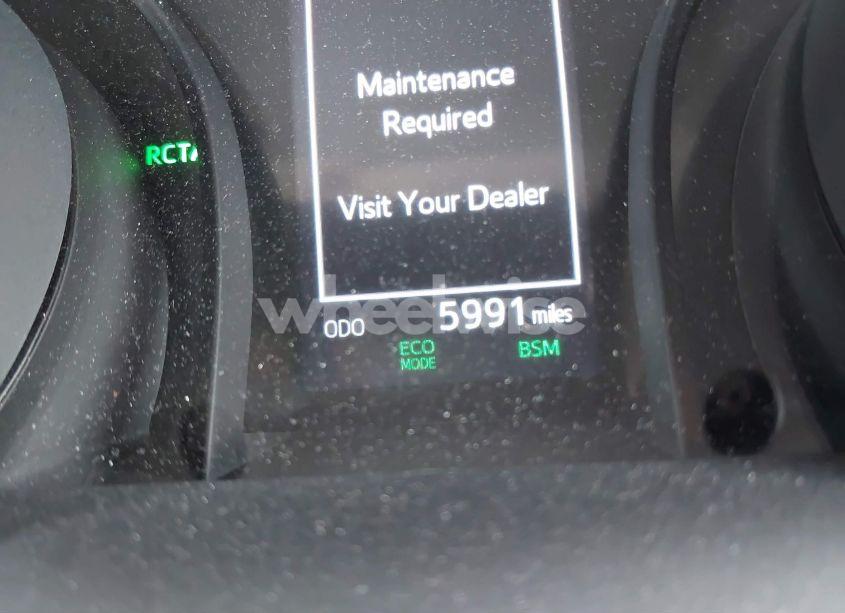 Maintenance
Required
RCTA
Visit Your Dealer
wheelwise
ODO 5991 miles
ECO
MODE
BSM